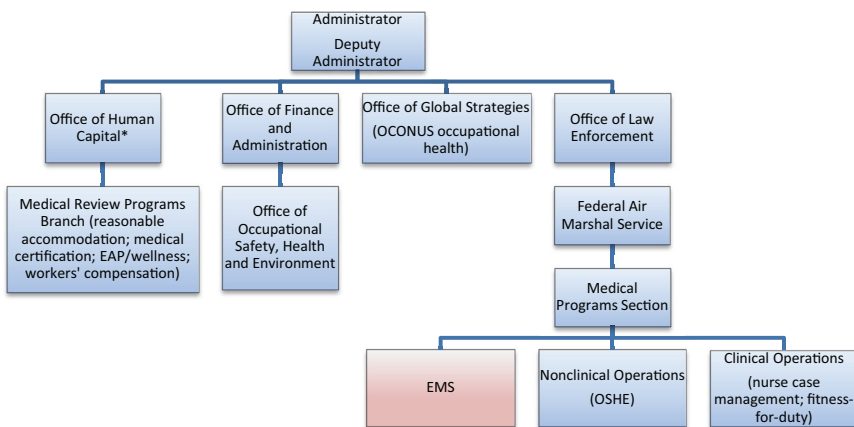 Administrator
Deputy
Administrator
Office of Human
Capital*
Office of Finance
and
Administration
Office of Global Strategies
(OCONUS occupational
health)
Office of Law
Enforcement
Medical Review Programs
Branch (reasonable
accommodation; medical
certification; EAP/wellness;
workers' compensation)
Office of
Occupational
Safety, Health
and Environment
Federal Air
Marshal Service
Medical
Programs Section
EMS
Nonclinical Operations
(OSHE)
Clinical Operations
(nurse case
management; fitness-
for-duty)